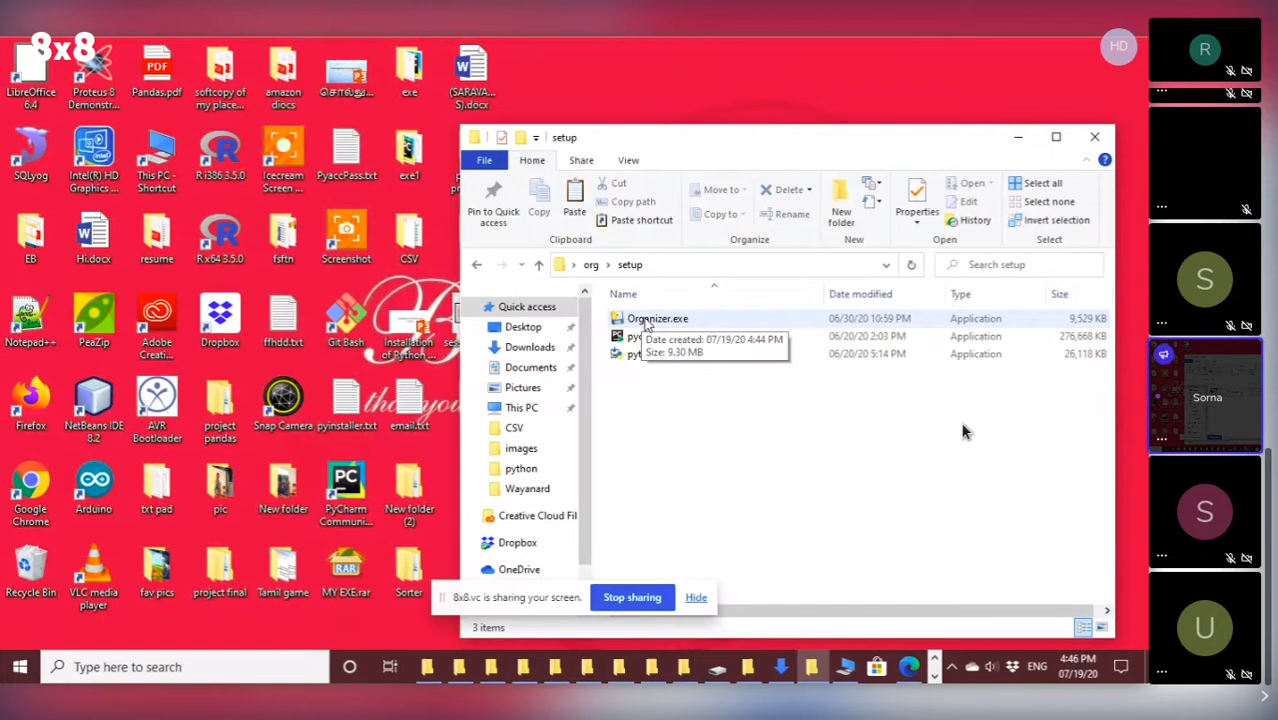 8x8
HD
R
LibreOffice
6.4
Proteus 8
Demonstr...
Pandas.pdf
softcopy of
my place...
amazon
docs
exe
S).docx
SQLyog
Intel(R) HD
Graphics ...
This PC -
Shortcut
R i386 3.5.0
Icecream
Screen ...
PyaccPass.txt
exe1
EB
Hi.docx
resume
R x64 3.5.0
fsftn
Screenshot
CSV
Notepad++
PeaZip
Adobe
Creati...
Dropbox
ffhdd.txt
Git Bash
Installation
of Python ...
Firefox
NetBeans IDE
8.2
AVR
Bootloader
project
pandas
Snap Camera
pyinstaller.txt
email.txt
Google
Chrome
Arduino
txt pad
pic
New folder
PyCharm
Communi...
New folder
(2)
Recycle Bin
VLC media
player
fav pics
project final
Tamil game
MY EXE.rar
Sorter
setup
File Home Share View
Pin to Quick
access
Copy
Paste
Cut
Copy path
Paste shortcut
Clipboard
Move to
Copy to
Delete
Rename
Organize
New
folder
New
Properties
Open
Edit
History
Open
Select all
Select none
Invert selection
Select
org › setup
Search setup
Quick access
Desktop
Downloads
Documents
Pictures
This PC
CSV
images
python
Wayanard
Creative Cloud Fil
Dropbox
OneDrive
Name Date modified Type Size
Organizer.exe 06/30/20 10:59 PM Application 9,529 KB
06/20/20 2:03 PM Application 276,668 KB
06/20/20 5:14 PM Application 26,118 KB
Date created: 07/19/20 4:44 PM
Size: 9.30 MB
8x8.vc is sharing your screen.
Stop sharing
Hide
3 items
Type here to search
ENG
4:46 PM
07/19/20
S
Sorna
S
U